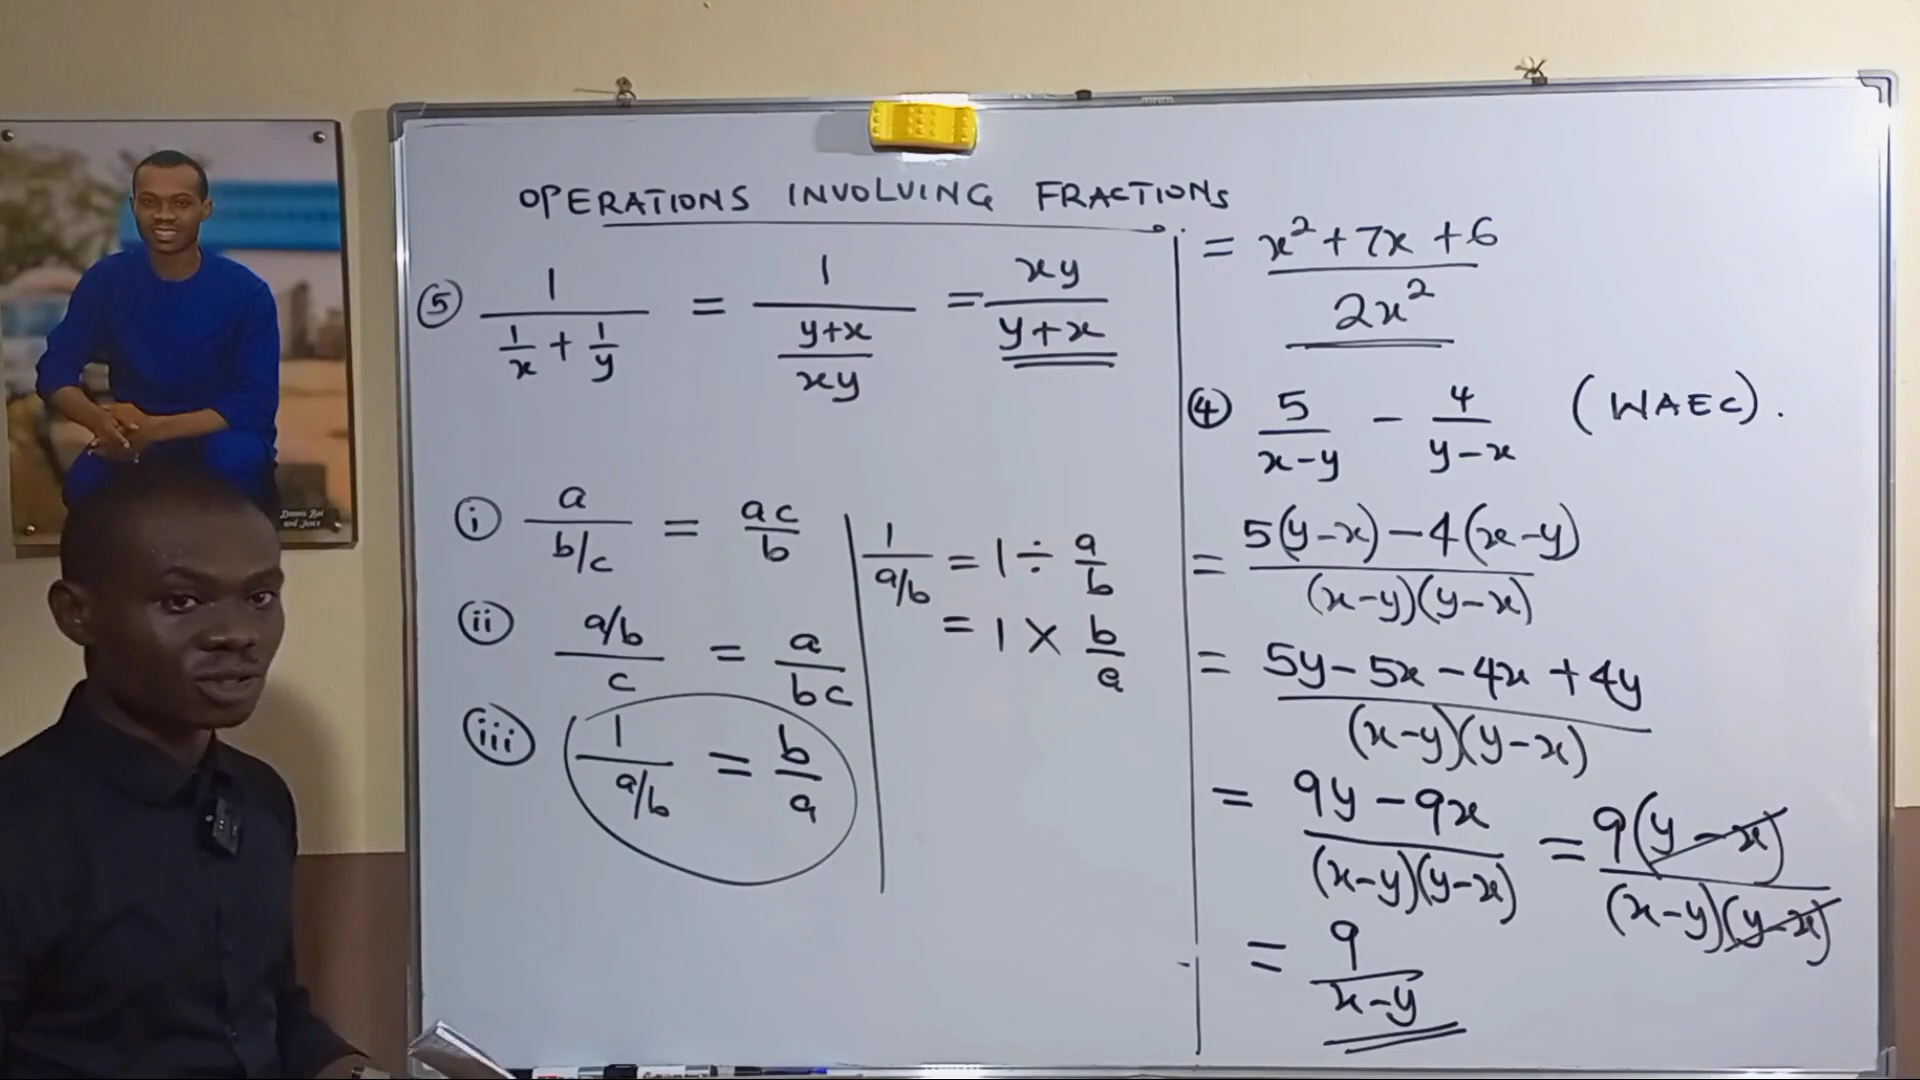 OPERATIONS INVOLVING FRACTIONS
⑤ 1/(1/x + 1/y) = 1/((y+x)/xy) = xy/(y+x)
ⓘ a/(b/c) = ac/b
ⓘⓘ (a/b)/c = a/bc
ⓘⓘⓘ 1/(a/b) = b/a
1/(a/b) = 1 ÷ a/b
= 1 × b/a
= (x²+7x+6)/2x²
④ 5/(x-y) - 4/(y-x) (WAEC).
= (5(y-x)-4(x-y))/((x-y)(y-x))
= (5y-5x-4x+4y)/((x-y)(y-x))
= (9y-9x)/((x-y)(y-x)) = 9(y-x)/((x-y)(y-x))
= 9/(x-y)